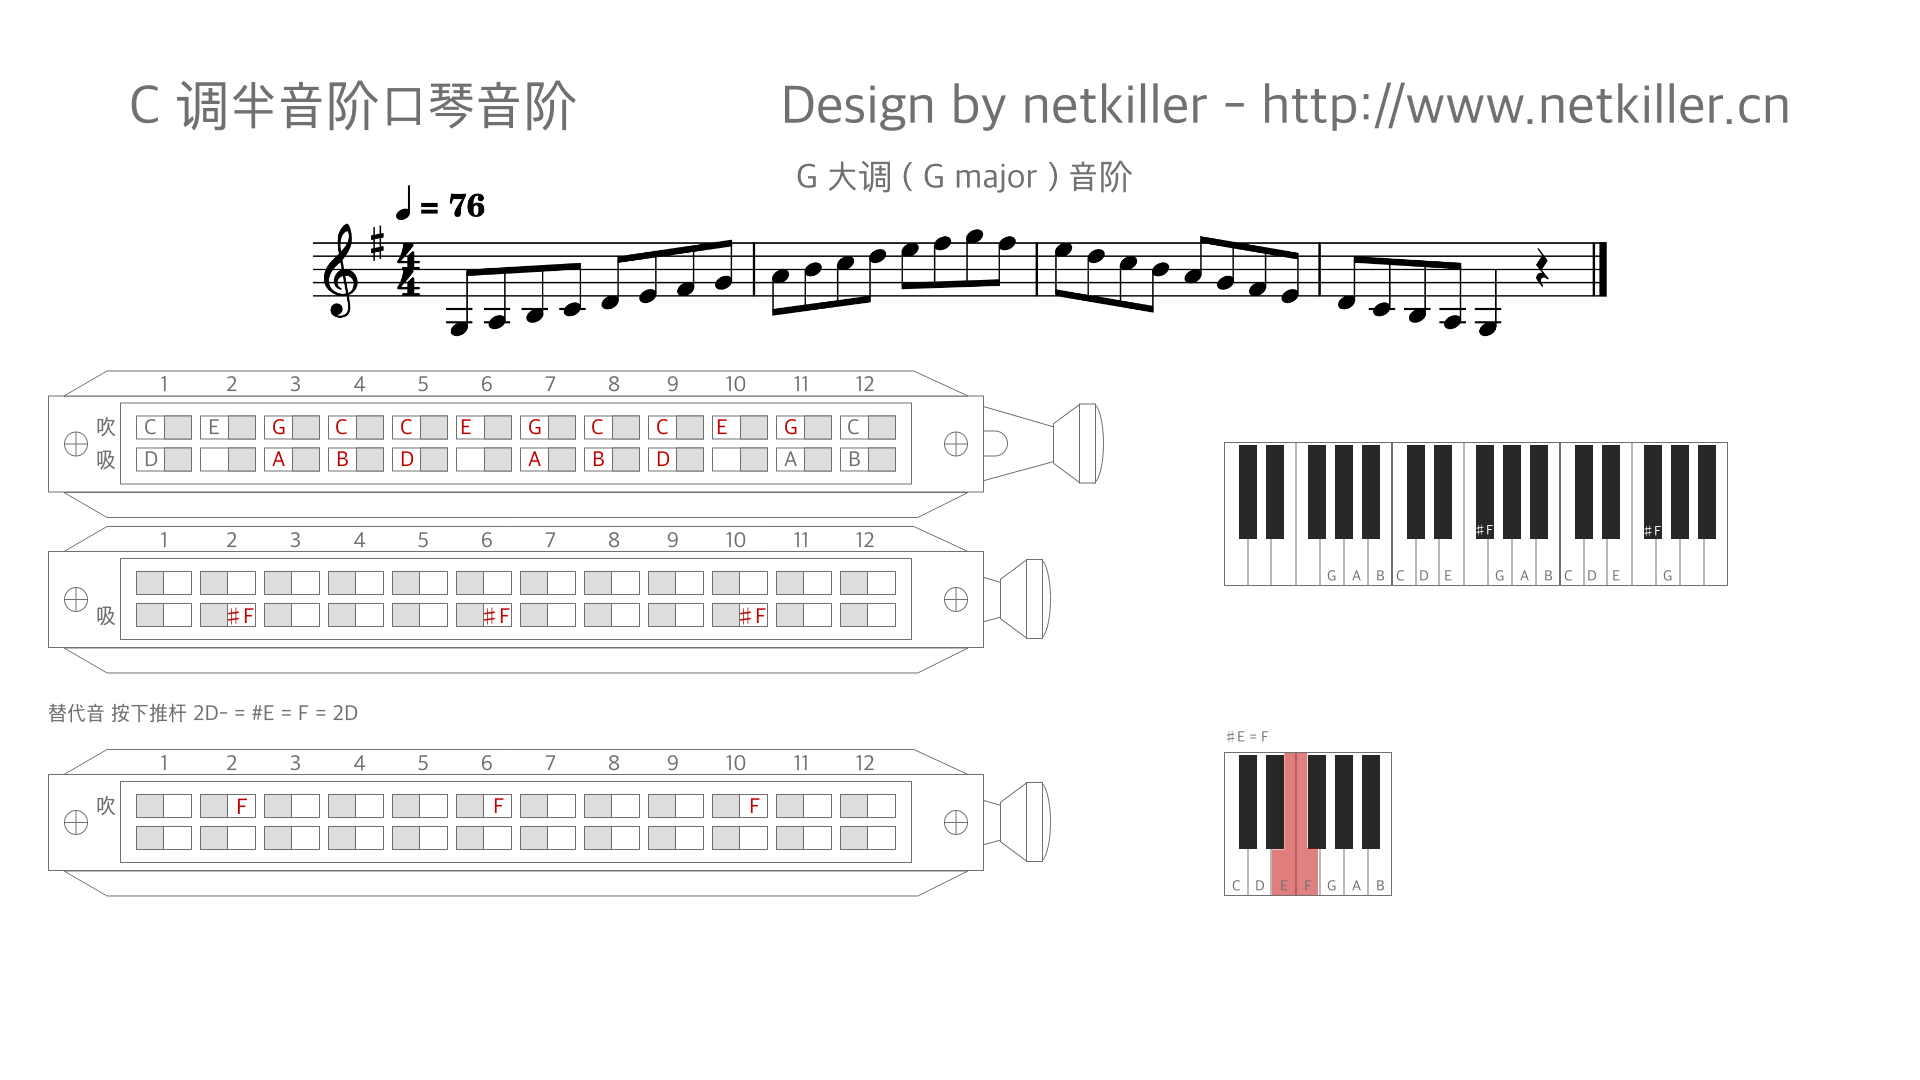 C 调半音阶口琴音阶 Design by netkiller - http://www.netkiller.cn
G 大调 ( G major ) 音阶
= 76
4
4
1 2 3 4 5 6 7 8 9 10 11 12
吹 C E G C C E G C C E G C
吸 D A B D A B D A B
1 2 3 4 5 6 7 8 9 10 11 12
吸 ♯F ♯F ♯F
♯F ♯F
G A B C D E G A B C D E G
替代音 按下推杆 2D- = #E = F = 2D
1 2 3 4 5 6 7 8 9 10 11 12
吹 F F F
♯E = F
C D E F G A B